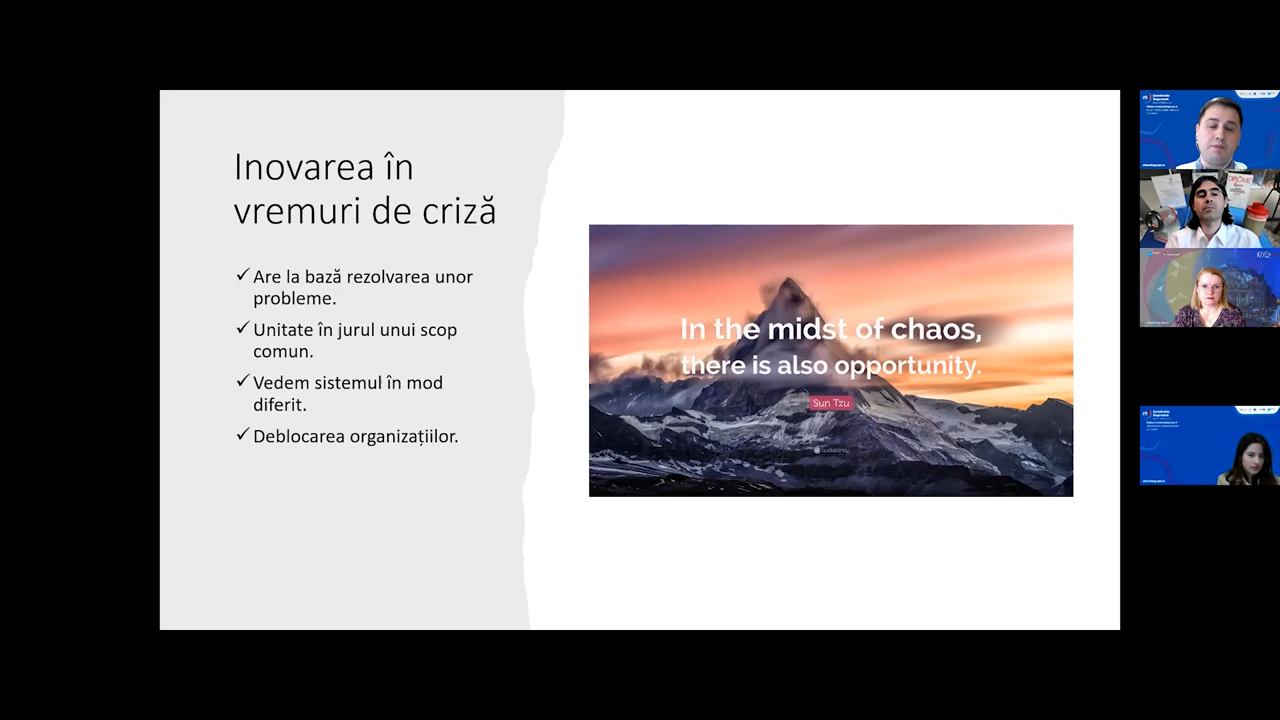 Inovarea în
vremuri de criză
Are la bază rezolvarea unor
probleme.
Unitate în jurul unui scop
comun.
Vedem sistemul în mod
diferit.
Deblocarea organizațiilor.
In the midst of chaos,
there is also opportunity.
Sun Tzu
quotefancy